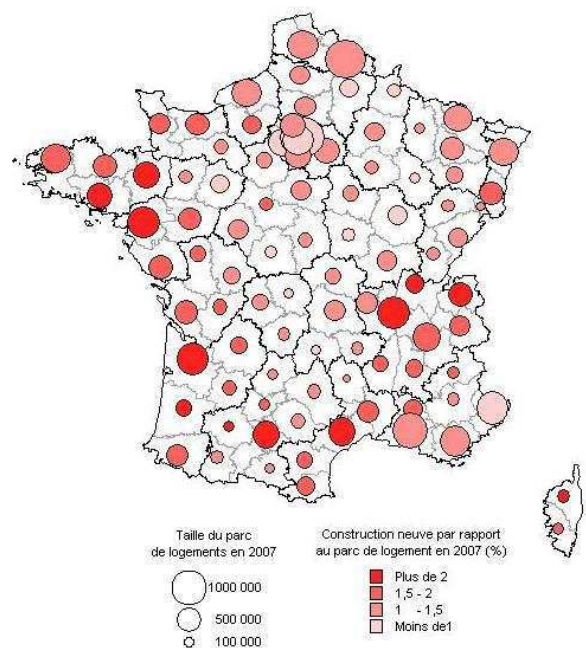 Taille du parc
de logements en 2007
1000 000
500 000
100 000
Construction neuve par rapport
au parc de logement en 2007 (%)
Plus de 2
1,5 - 2
1 - 1,5
Moins de1